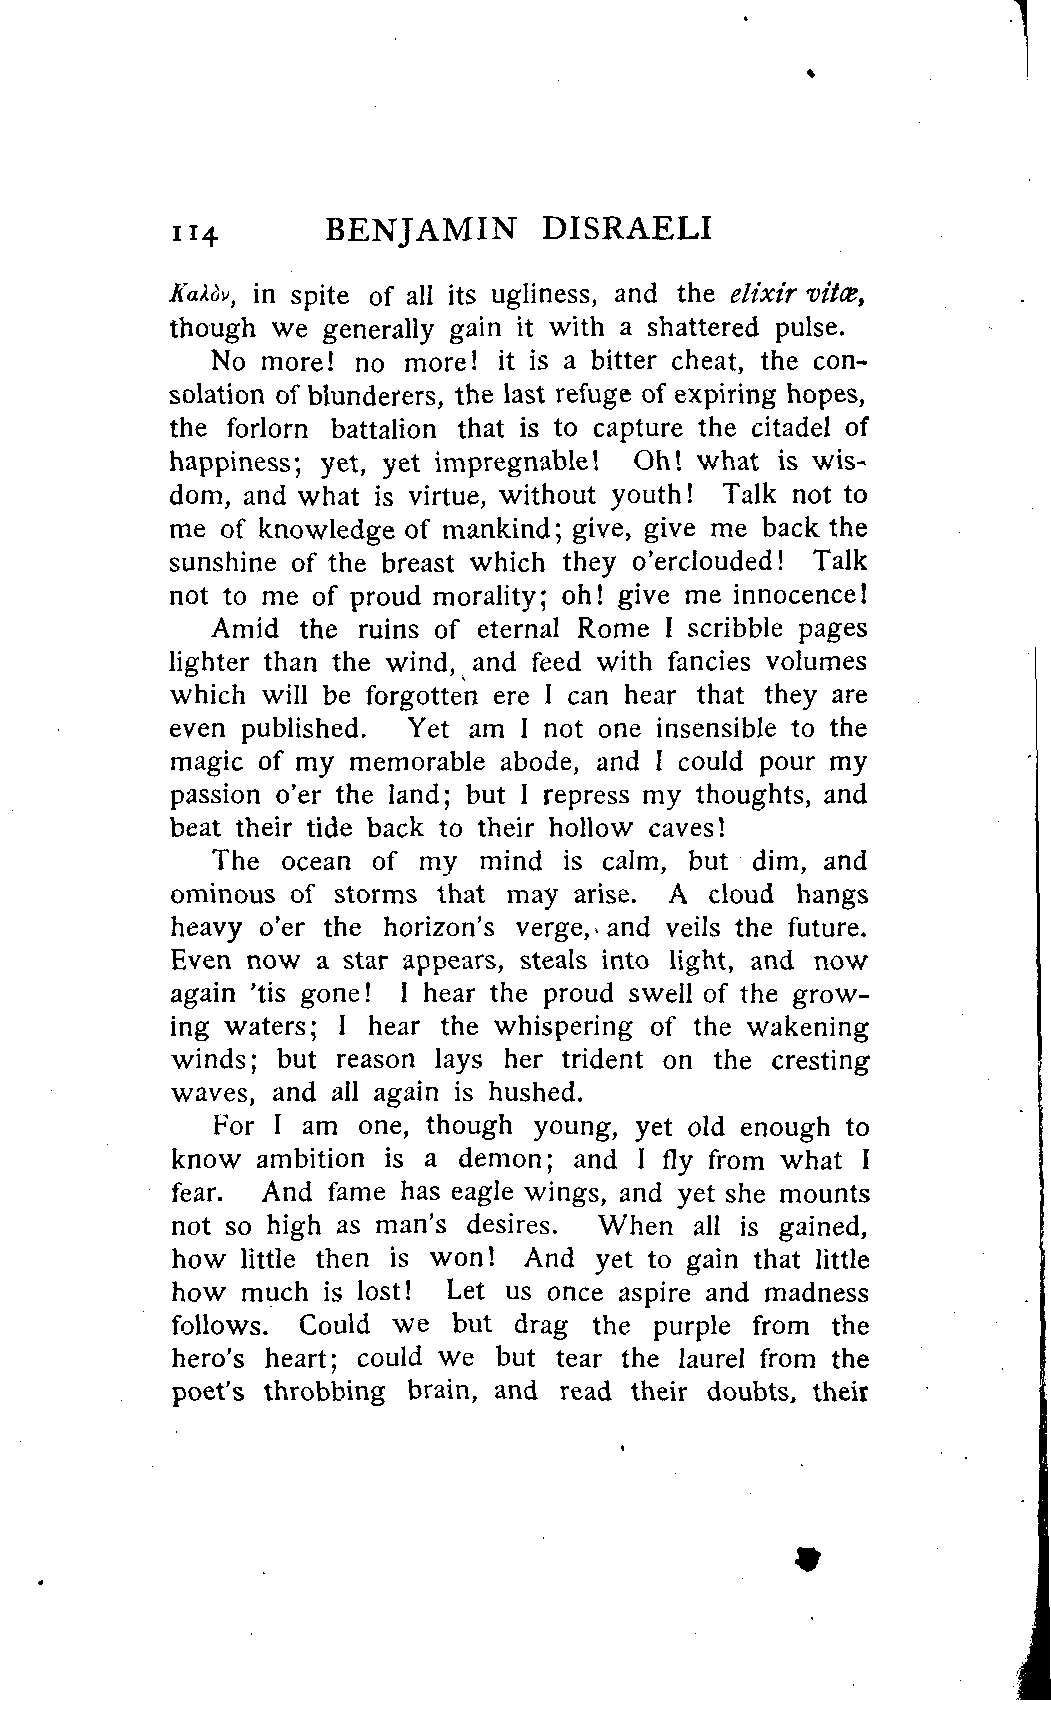 114 BENJAMIN DISRAELI
Καλὸν, in spite of all its ugliness, and the elixir vitœ,
though we generally gain it with a shattered pulse.
No more! no more! it is a bitter cheat, the con-
solation of blunderers, the last refuge of expiring hopes,
the forlorn battalion that is to capture the citadel of
happiness; yet, yet impregnable! Oh! what is wis-
dom, and what is virtue, without youth! Talk not to
me of knowledge of mankind; give, give me back the
sunshine of the breast which they o'erclouded! Talk
not to me of proud morality; oh! give me innocence!
Amid the ruins of eternal Rome I scribble pages
lighter than the wind, and feed with fancies volumes
which will be forgotten ere I can hear that they are
even published. Yet am I not one insensible to the
magic of my memorable abode, and I could pour my
passion o'er the land; but I repress my thoughts, and
beat their tide back to their hollow caves!
The ocean of my mind is calm, but dim, and
ominous of storms that may arise. A cloud hangs
heavy o'er the horizon's verge, and veils the future.
Even now a star appears, steals into light, and now
again 'tis gone! I hear the proud swell of the grow-
ing waters; I hear the whispering of the wakening
winds; but reason lays her trident on the cresting
waves, and all again is hushed.
For I am one, though young, yet old enough to
know ambition is a demon; and I fly from what I
fear. And fame has eagle wings, and yet she mounts
not so high as man's desires. When all is gained,
how little then is won! And yet to gain that little
how much is lost! Let us once aspire and madness
follows. Could we but drag the purple from the
hero's heart; could we but tear the laurel from the
poet's throbbing brain, and read their doubts, their